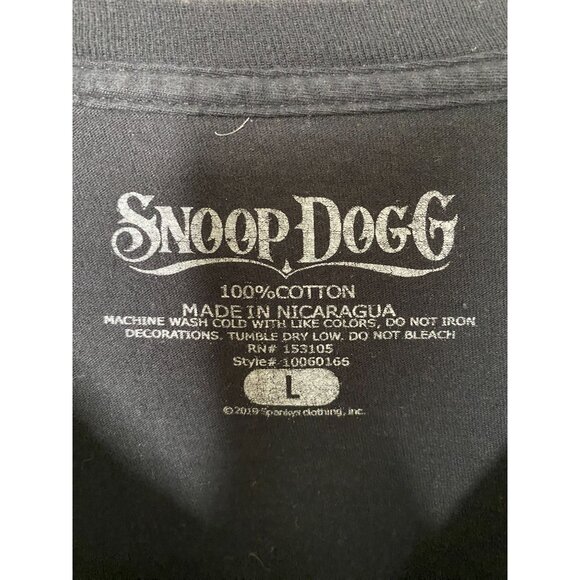 SNOOP DOGG
100%COTTON
MADE IN NICARAGUA
MACHINE WASH COLD WITH LIKE COLORS, DO NOT IRON
DECORATIONS. TUMBLE DRY LOW. DO NOT BLEACH
RN# 153105
Style# 10060166
L
©2019 Spankys clothing, inc.